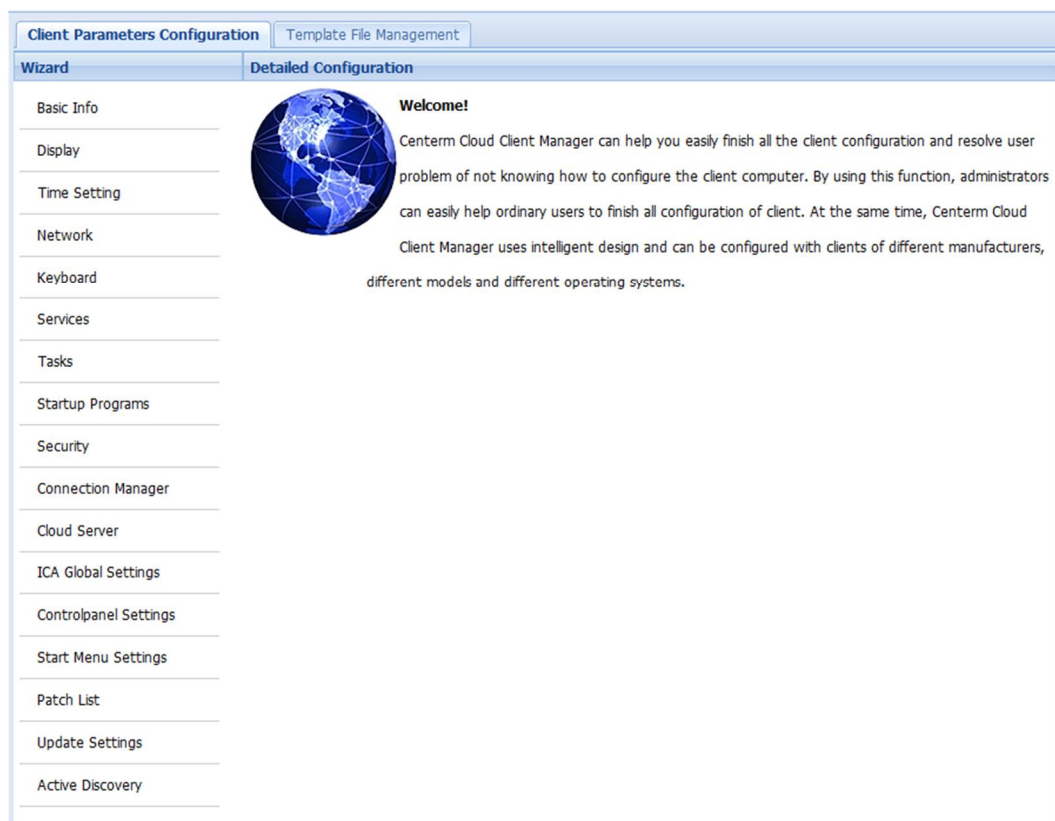 Client Parameters Configuration
Template File Management
Wizard
Detailed Configuration
Basic Info
Display
Time Setting
Network
Keyboard
Services
Tasks
Startup Programs
Security
Connection Manager
Cloud Server
ICA Global Settings
Controlpanel Settings
Start Menu Settings
Patch List
Update Settings
Active Discovery
Welcome!
Centerm Cloud Client Manager can help you easily finish all the client configuration and resolve user
problem of not knowing how to configure the client computer. By using this function, administrators
can easily help ordinary users to finish all configuration of client. At the same time, Centerm Cloud
Client Manager uses intelligent design and can be configured with clients of different manufacturers,
different models and different operating systems.